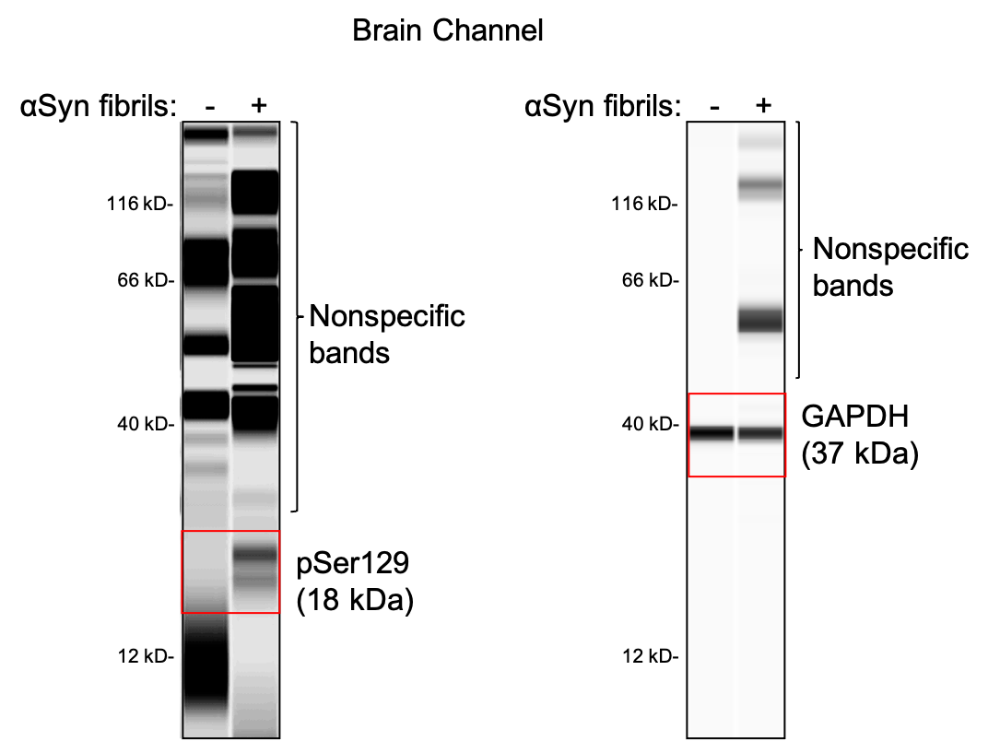 Brain Channel
αSyn fibrils: - +
116 kD-
66 kD-
40 kD-
12 kD-
Nonspecific
bands
pSer129
(18 kDa)
αSyn fibrils: - +
116 kD-
66 kD-
40 kD-
12 kD-
Nonspecific
bands
GAPDH
(37 kDa)